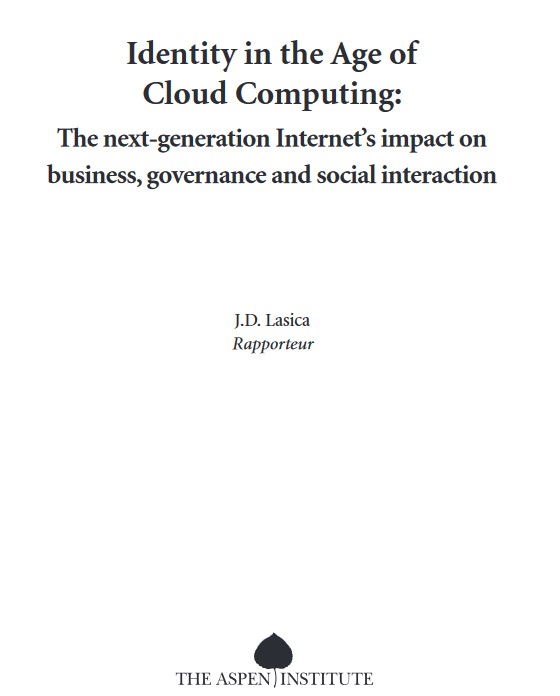 Identity in the Age of
Cloud Computing:
The next-generation Internet’s impact on
business, governance and social interaction
J.D. Lasica
Rapporteur
THE ASPEN INSTITUTE